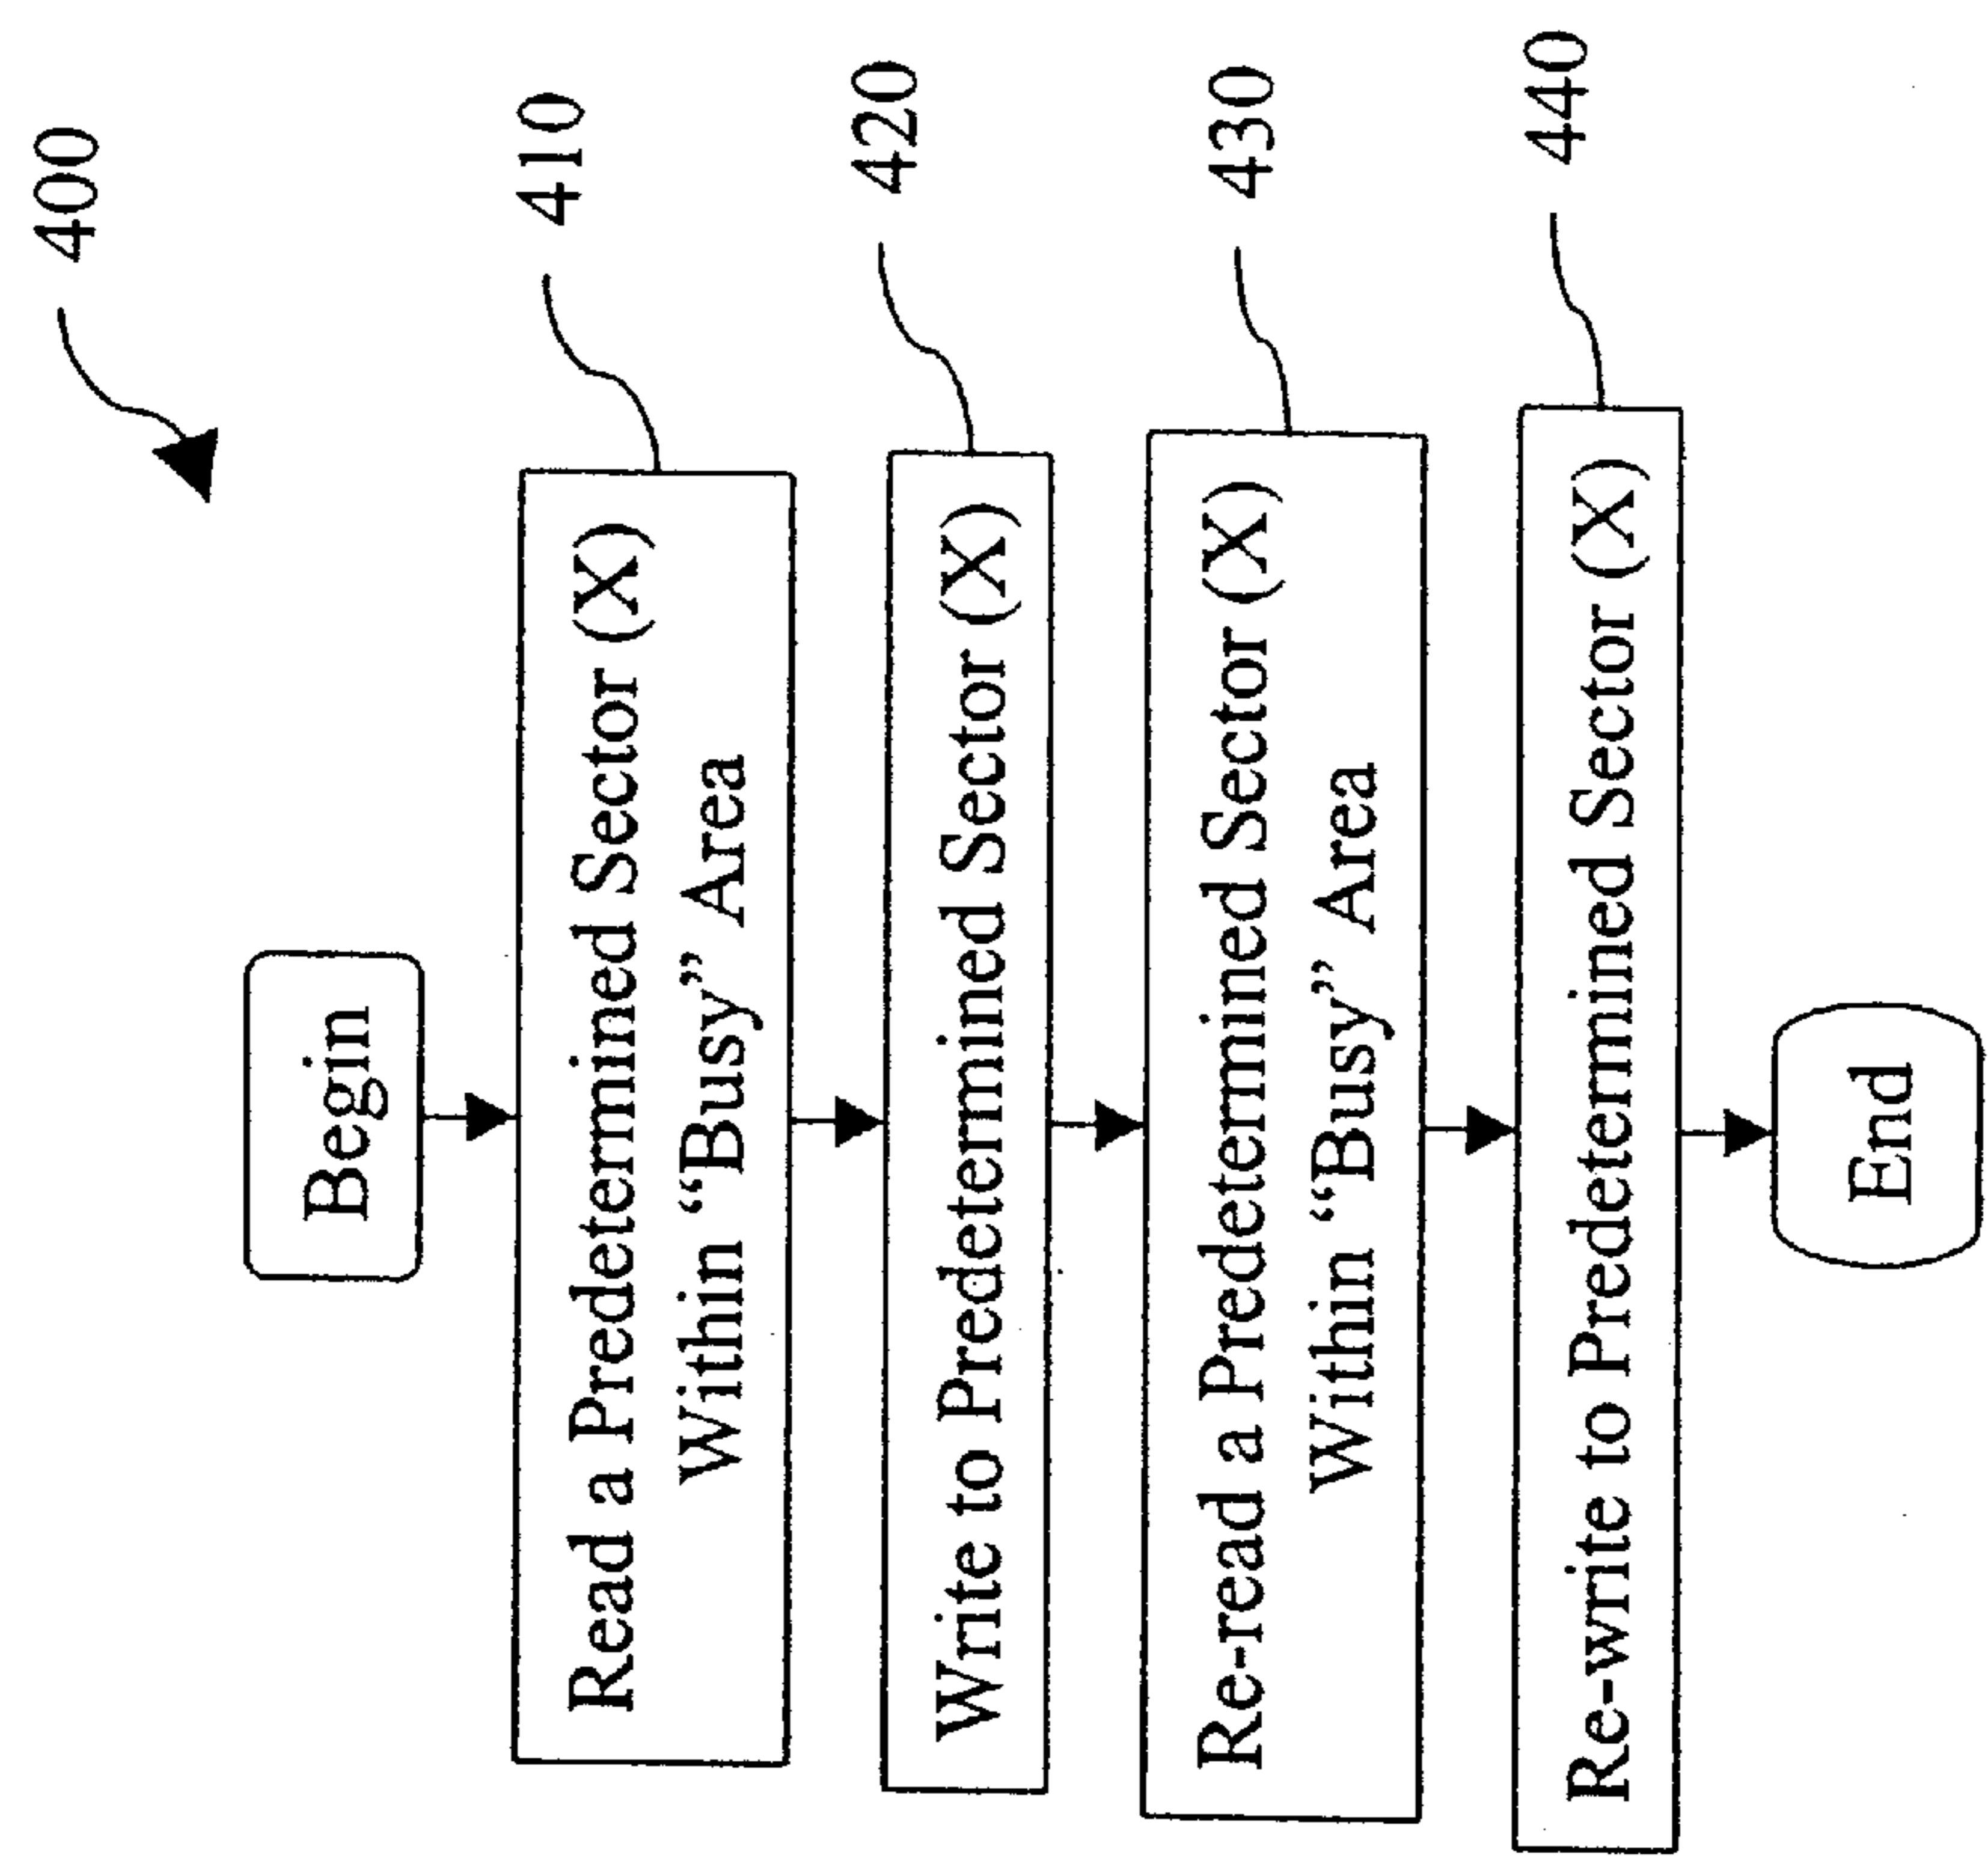 400
Begin
Read a Predetermined Sector (X)
Within “Busy” Area
410
Write to Predetermined Sector (X)
420
Re-read a Predetermined Sector (X)
Within “Busy” Area
430
Re-write to Predetermined Sector (X)
440
End